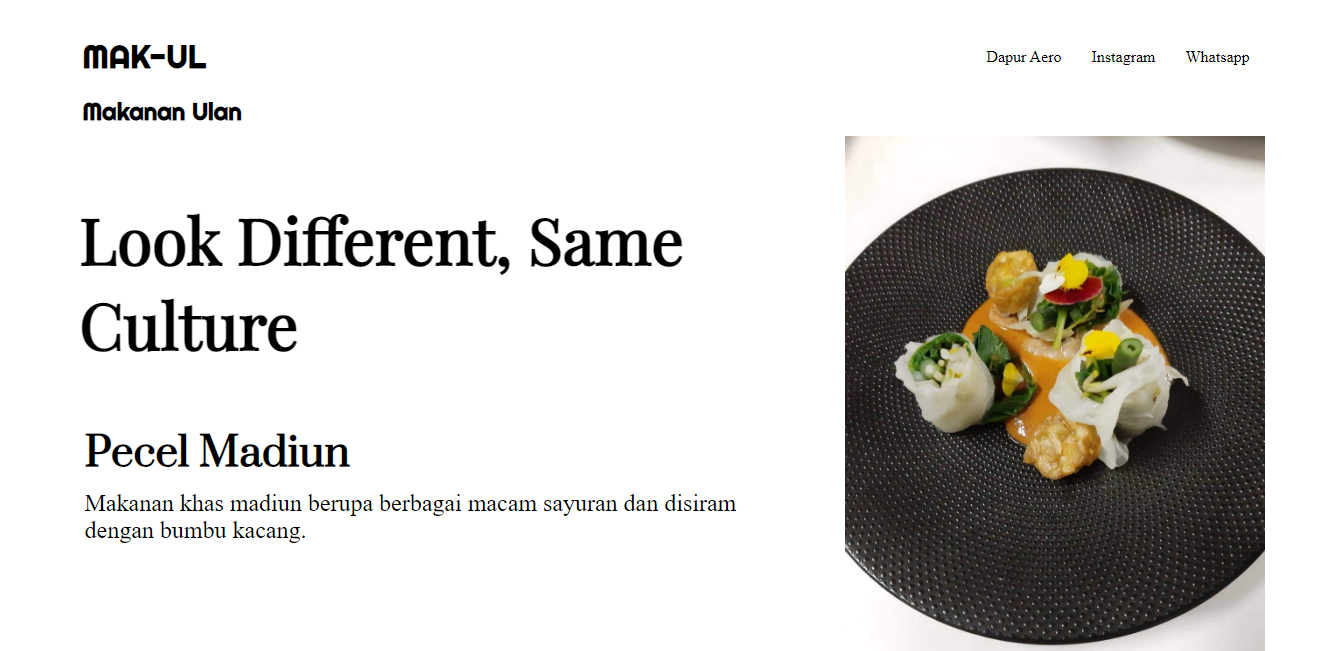 MAK-UL
Dapur Aero Instagram Whatsapp
Makanan Ulan
Look Different, Same
Culture
Pecel Madiun
Makanan khas madiun berupa berbagai macam sayuran dan disiram
dengan bumbu kacang.